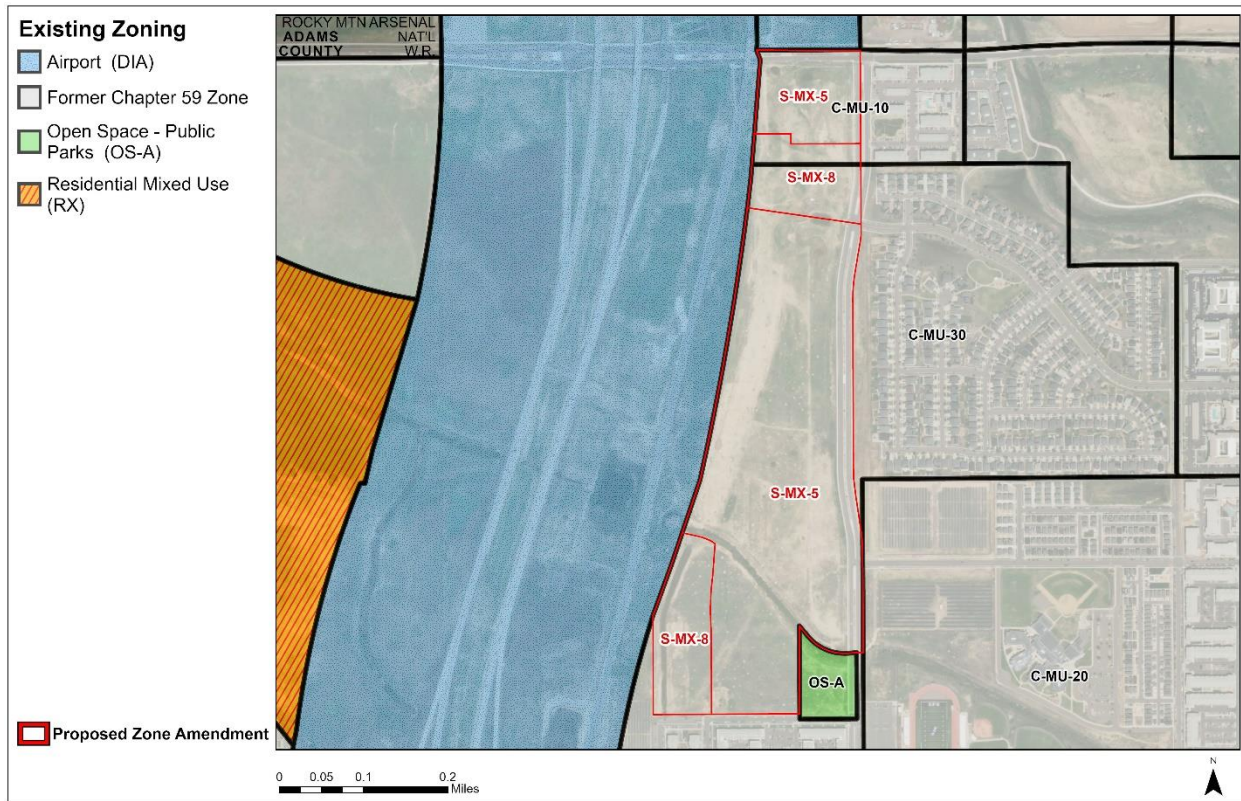 Existing Zoning
Airport (DIA)
Former Chapter 59 Zone
Open Space - Public
Parks (OS-A)
Residential Mixed Use
(RX)
Proposed Zone Amendment
ROCKY MTN ARSENAL
ADAMS NAT'L
COUNTY W.R.
S-MX-5
C-MU-10
S-MX-8
C-MU-30
S-MX-5
S-MX-8
OS-A
C-MU-20
0 0.05 0.1 0.2
Miles
N